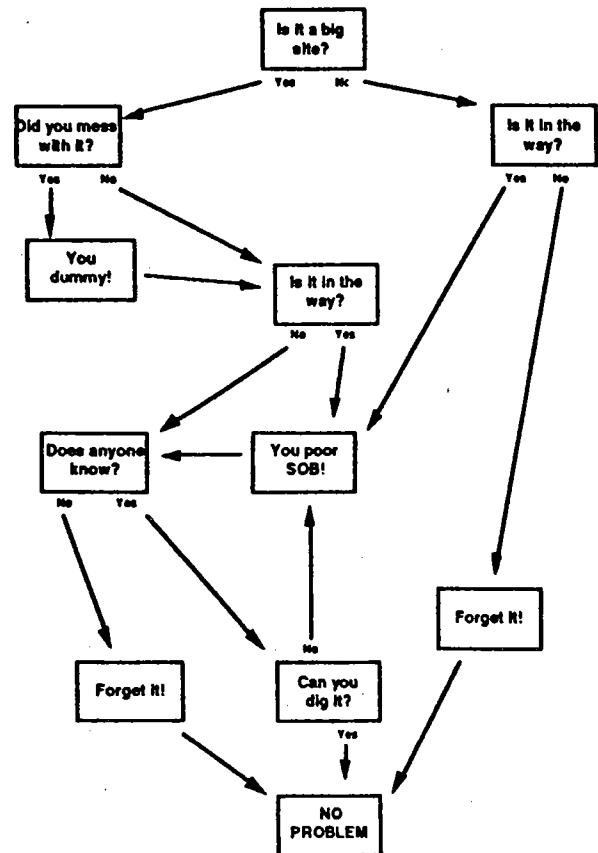 Is it a big
site?
Yes No
Did you mess
with it?
Yes No
Is it in the
way?
Yes No
You
dummy!
Is it in the
way?
No Yes
Does anyone
know?
No Yes
You poor
SOB!
Forget it!
No
Can you
dig it?
Yes
Forget it!
NO
PROBLEM